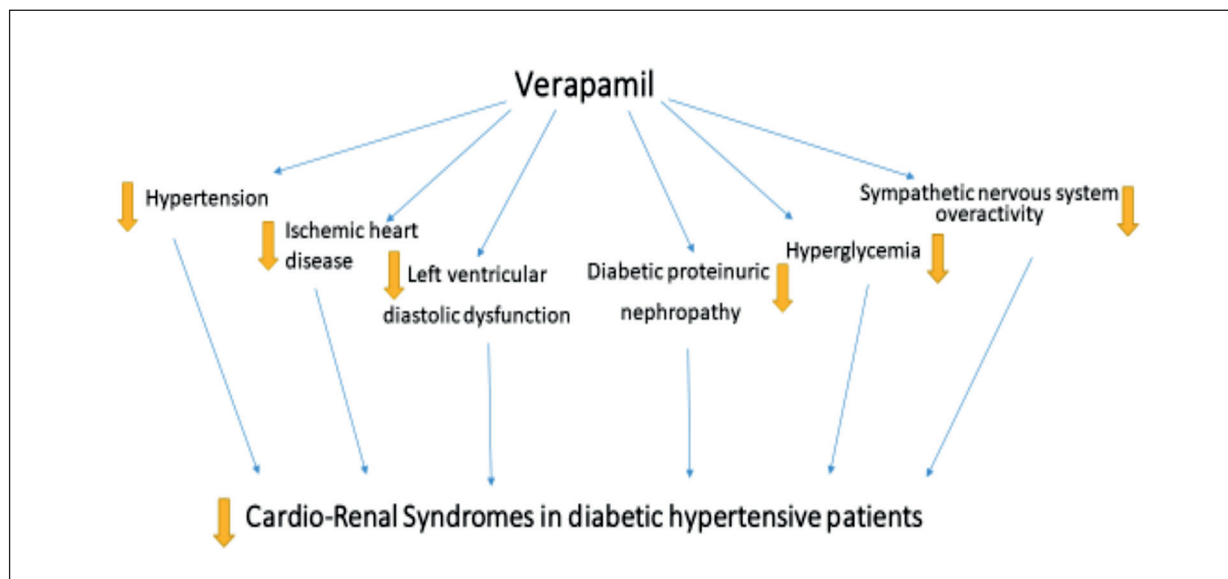 Verapamil
Hypertension
Ischemic heart
disease
Left ventricular
diastolic dysfunction
Diabetic proteinuric
nephropathy
Hyperglycemia
Sympathetic nervous system
overactivity
Cardio-Renal Syndromes in diabetic hypertensive patients